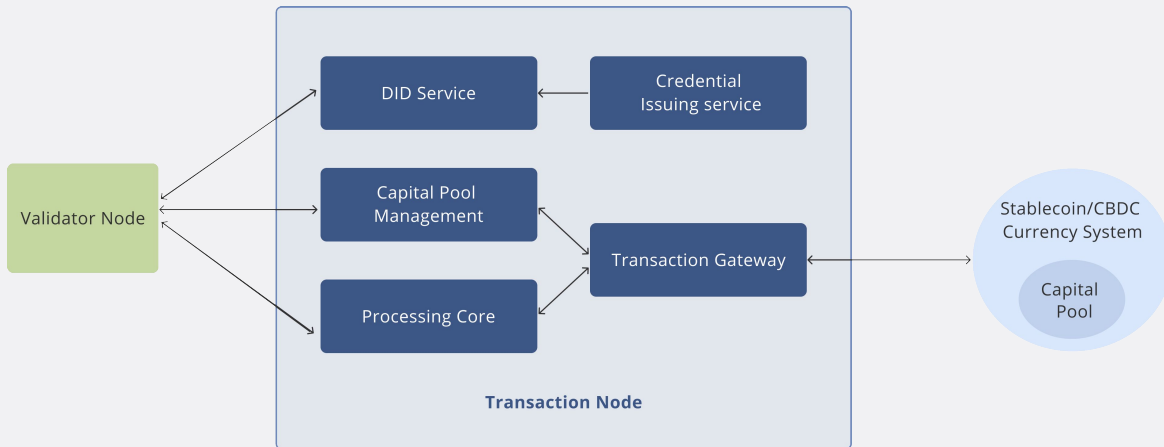 DID Service
Credential
Issuing service
Validator Node
Capital Pool
Management
Transaction Gateway
Processing Core
Stablecoin/CBDC
Currency System
Capital
Pool
Transaction Node